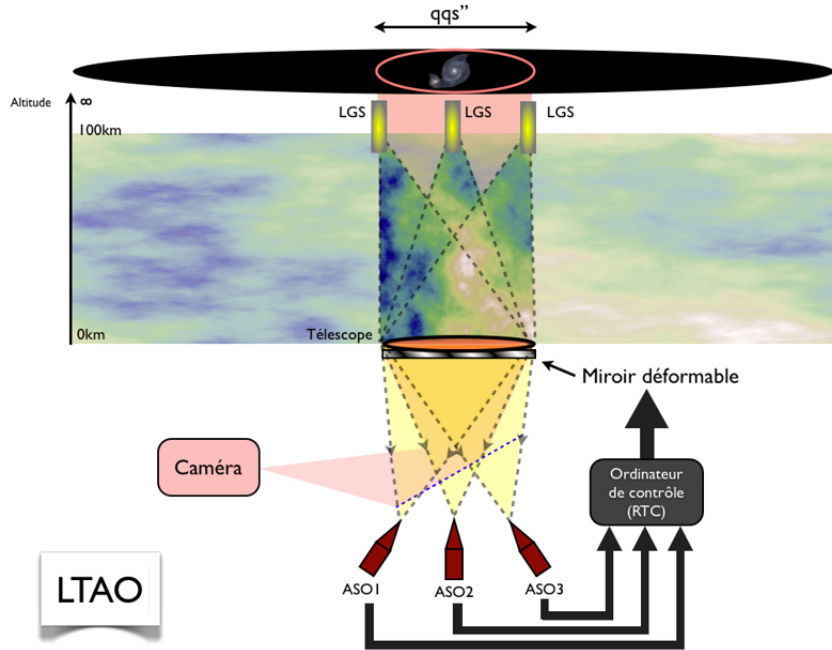 qqs"
Altitude
∞
LGS
LGS
LGS
100km
0km
Télescope
Miroir déformable
Caméra
Ordinateur
de contrôle
(RTC)
LTAO
ASO1
ASO2
ASO3